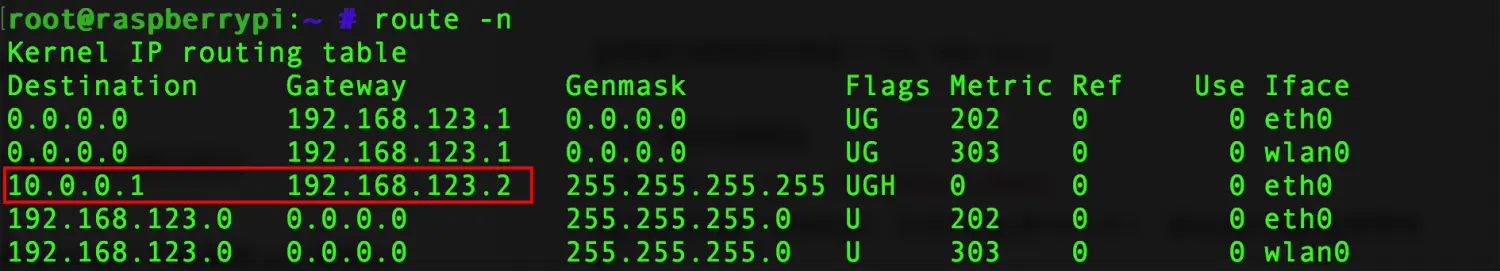 [root@raspberrypi:~ # route -n
Kernel IP routing table
Destination     Gateway         Genmask         Flags Metric Ref    Use Iface
0.0.0.0         192.168.123.1   0.0.0.0         UG    202    0        0 eth0
0.0.0.0         192.168.123.1   0.0.0.0         UG    303    0        0 wlan0
10.0.0.1        192.168.123.2   255.255.255.255 UGH   0      0        0 eth0
192.168.123.0   0.0.0.0         255.255.255.0   U     202    0        0 eth0
192.168.123.0   0.0.0.0         255.255.255.0   U     303    0        0 wlan0